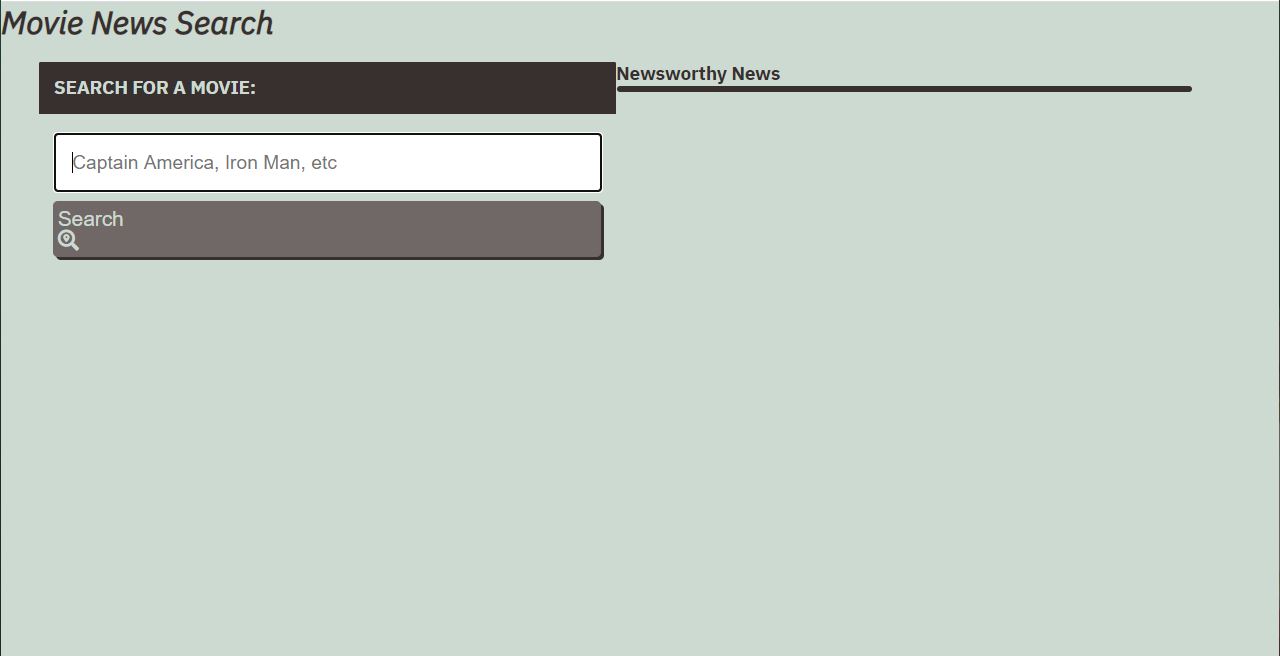 Movie News Search
SEARCH FOR A MOVIE:
Newsworthy News
Captain America, Iron Man, etc
Search